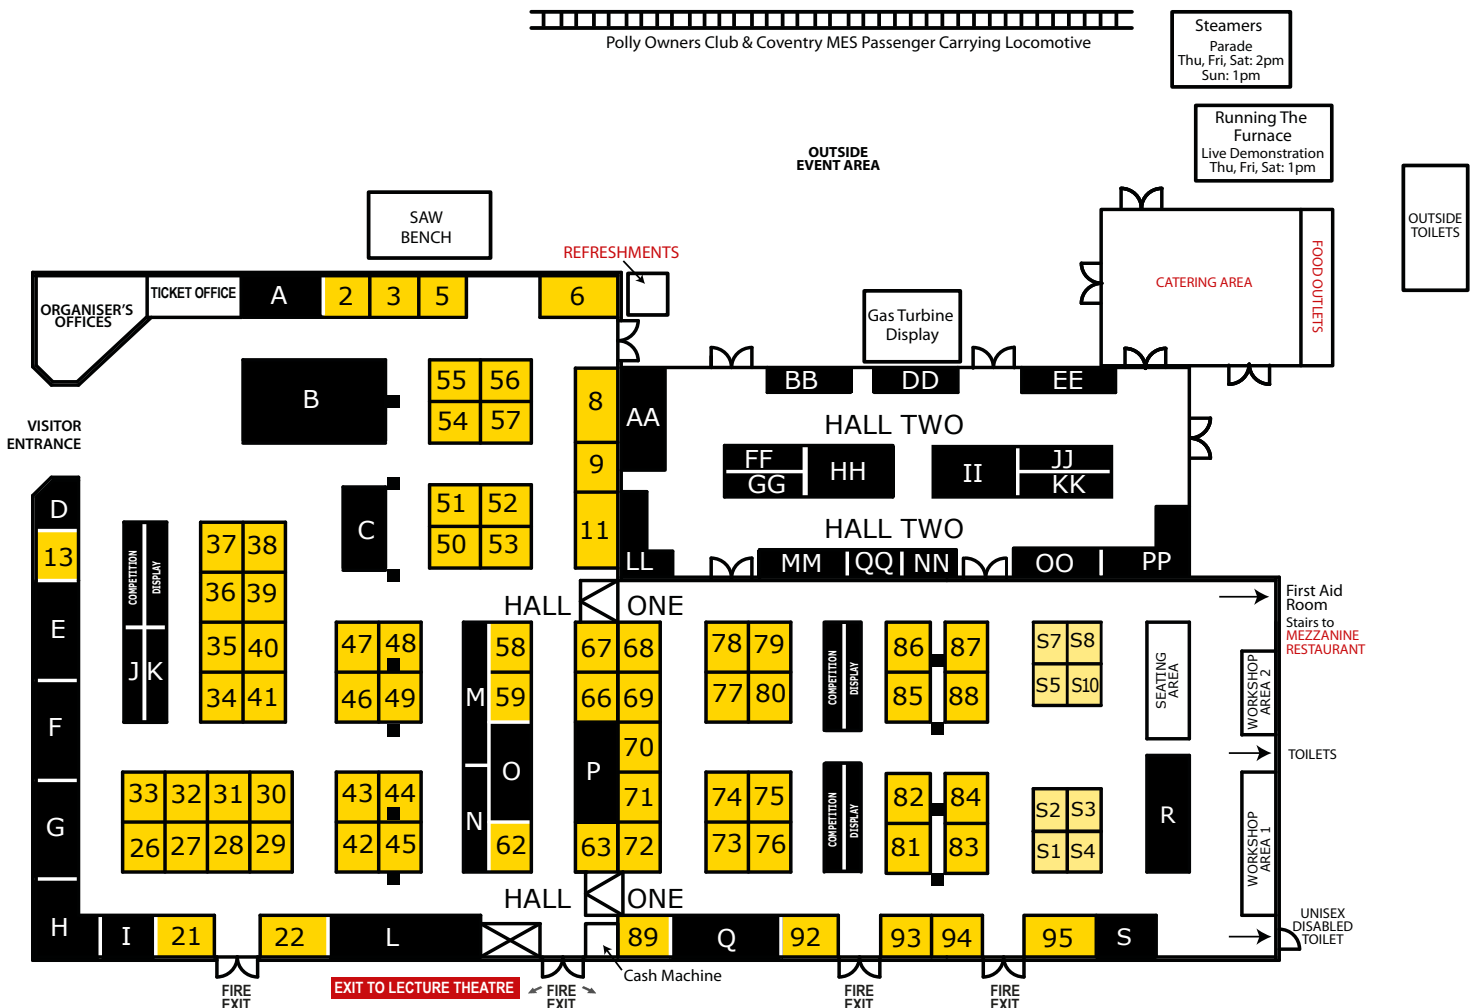 Polly Owners Club & Coventry MES Passenger Carrying Locomotive
Steamers
Parade
Thu, Fri, Sat: 2pm
Sun: 1pm
Running The
Furnace
Live Demonstration
Thu, Fri, Sat: 1pm
OUTSIDE
EVENT AREA
OUTSIDE
TOILETS
SAW
BENCH
REFRESHMENTS
CATERING AREA
FOOD OUTLETS
Gas Turbine
Display
ORGANISER'S
OFFICES
TICKET OFFICE
A
2
3
5
6
VISITOR
ENTRANCE
B
55
56
54
57
8
9
11
AA
BB
DD
EE
HALL TWO
FF
GG
HH
II
JJ
KK
HALL TWO
LL
MM
QQ
NN
OO
PP
D
13
E
F
G
H
COMPETITION
DISPLAY
J
K
37
38
36
39
35
40
34
41
C
51
52
50
53
HALL
ONE
47
48
46
49
M
N
58
59
O
62
67
68
66
69
P
70
71
63
72
33
32
31
30
26
27
28
29
43
44
42
45
78
79
77
80
74
75
73
76
COMPETITION
DISPLAY
COMPETITION
DISPLAY
86
87
85
88
82
84
81
83
S7
S8
S5
S10
S2
S3
S1
S4
SEATING
AREA
R
WORKSHOP
AREA 2
WORKSHOP
AREA 1
First Aid
Room
Stairs to
MEZZANINE
RESTAURANT
TOILETS
UNISEX
DISABLED
TOILET
HALL
ONE
I
21
22
L
89
Q
92
93
94
95
S
Cash Machine
FIRE
EXIT
EXIT TO LECTURE THEATRE
FIRE
EXIT
FIRE
EXIT
FIRE
EXIT